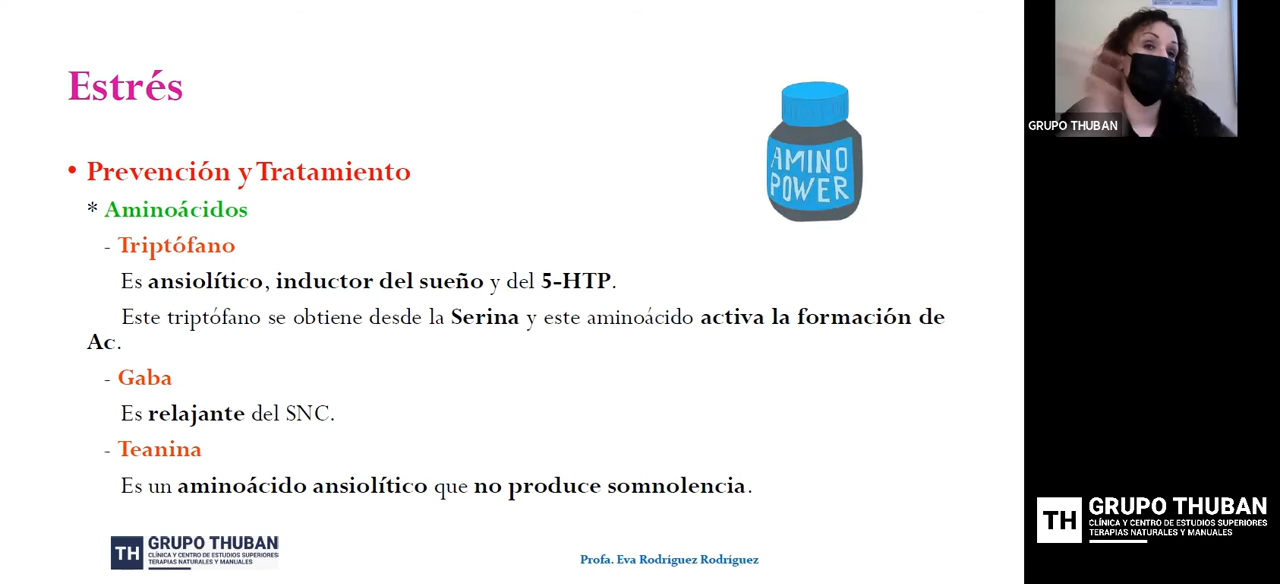 Estrés
AMINO
POWER
• Prevención y Tratamiento
* Aminoácidos
- Triptófano
Es ansiolítico, inductor del sueño y del 5-HTP.
Este triptófano se obtiene desde la Serina y este aminoácido activa la formación de
Ac.
- Gaba
Es relajante del SNC.
- Teanina
Es un aminoácido ansiolítico que no produce somnolencia.
TH GRUPO THUBAN
CLÍNICA Y CENTRO DE ESTUDIOS SUPERIORES
TERAPIAS NATURALES Y MANUALES
Profa. Eva Rodríguez Rodríguez
GRUPO THUBAN
TH GRUPO THUBAN
CLÍNICA Y CENTRO DE ESTUDIOS SUPERIORES
TERAPIAS NATURALES Y MANUALES